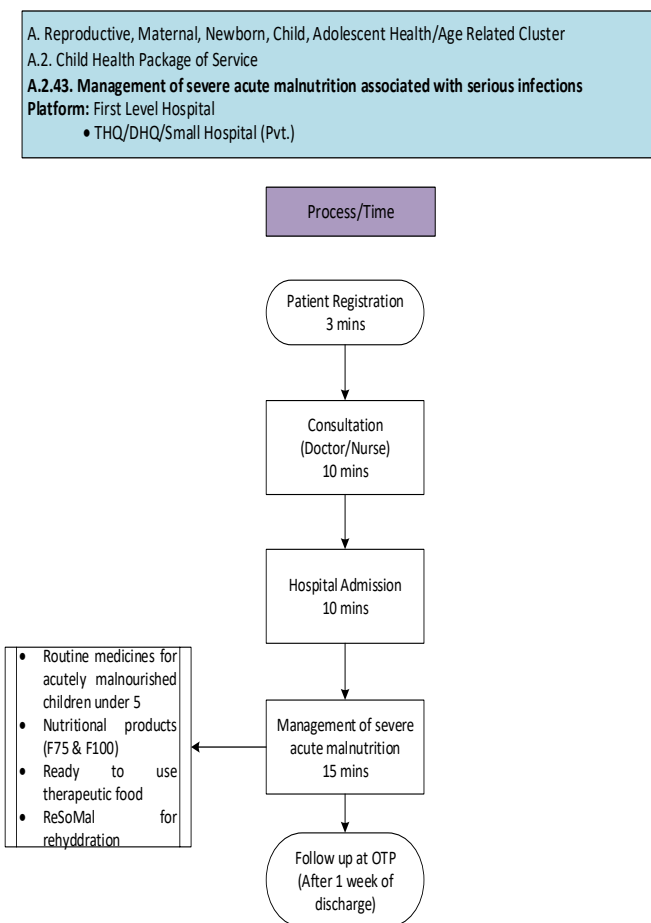 A. Reproductive, Maternal, Newborn, Child, Adolescent Health/Age Related Cluster
A.2. Child Health Package of Service
A.2.43. Management of severe acute malnutrition associated with serious infections
Platform: First Level Hospital
• THQ/DHQ/Small Hospital (Pvt.)
Process/Time
Patient Registration
3 mins
Consultation
(Doctor/Nurse)
10 mins
Hospital Admission
10 mins
• Routine medicines for
acutely malnourished
children under 5
• Nutritional products
(F75 & F100)
• Ready to use
therapeutic food
• ReSoMal for
rehyddration
Management of severe
acute malnutrition
15 mins
Follow up at OTP
(After 1 week of
discharge)